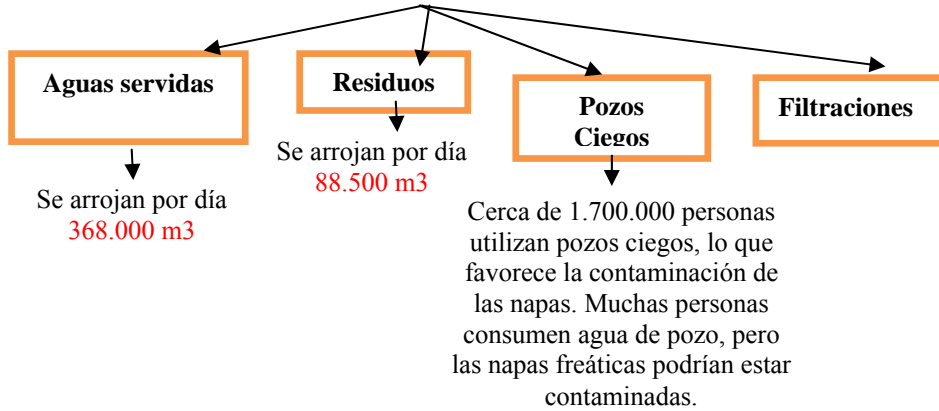 Aguas servidas
Se arrojan por día
368.000 m3
Residuos
Se arrojan por día
88.500 m3
Pozos
Ciegos
Cerca de 1.700.000 personas
utilizan pozos ciegos, lo que
favorece la contaminación de
las napas. Muchas personas
consumen agua de pozo, pero
las napas freáticas podrían estar
contaminadas.
Filtraciones